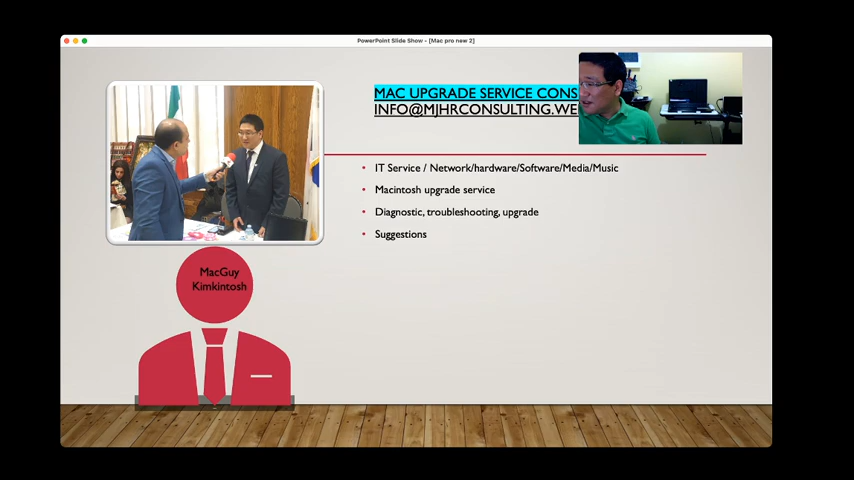 PowerPoint Slide Show - [Mac pro new 2]
MAC UPGRADE SERVICE CONS
INFO@MJHRCONSULTING.WE
IT Service / Network/hardware/Software/Media/Music
Macintosh upgrade service
Diagnostic, troubleshooting, upgrade
Suggestions
MacGuy
Kimkintosh